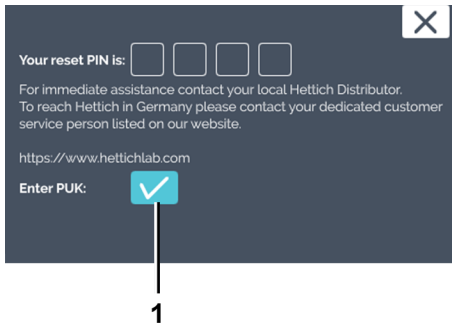 Your reset PIN is:
For immediate assistance contact your local Hettich Distributor.
To reach Hettich in Germany please contact your dedicated customer
service person listed on our website.
https://www.hettichlab.com
Enter PUK:
1